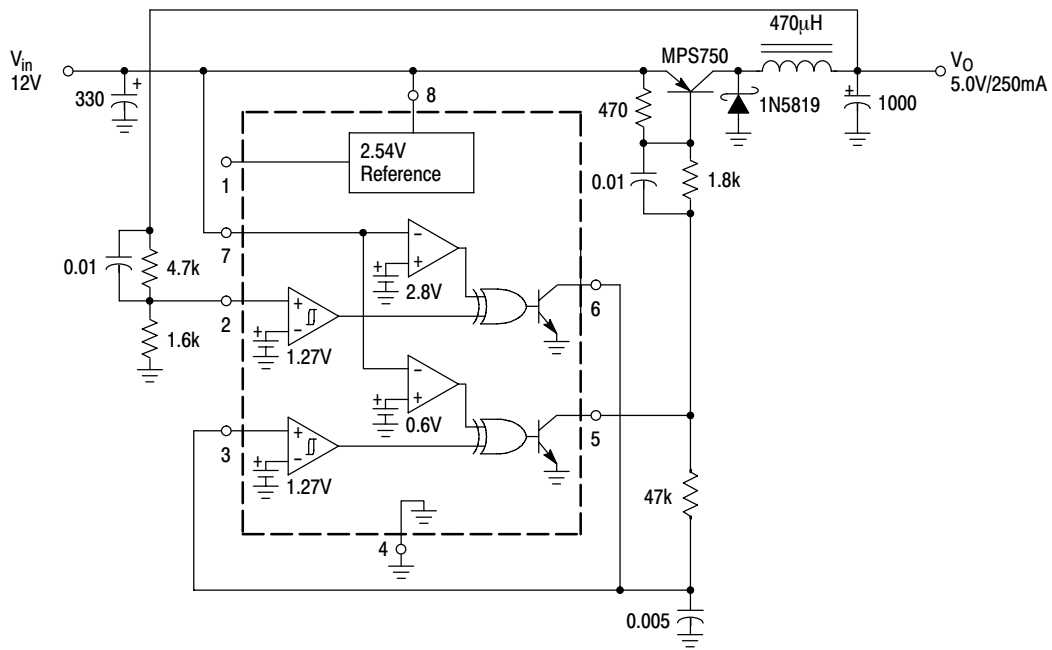 470μH
MPS750
Vin
12V
VO
5.0V/250mA
330
8
470
1N5819
1000
2.54V
Reference
1
0.01
1.8k
7
0.01
4.7k
2.8V
6
2
1.6k
1.27V
0.6V
5
3
1.27V
47k
4
0.005
+
+
−
+
+
+
−
+
−
+
+
+
−
+